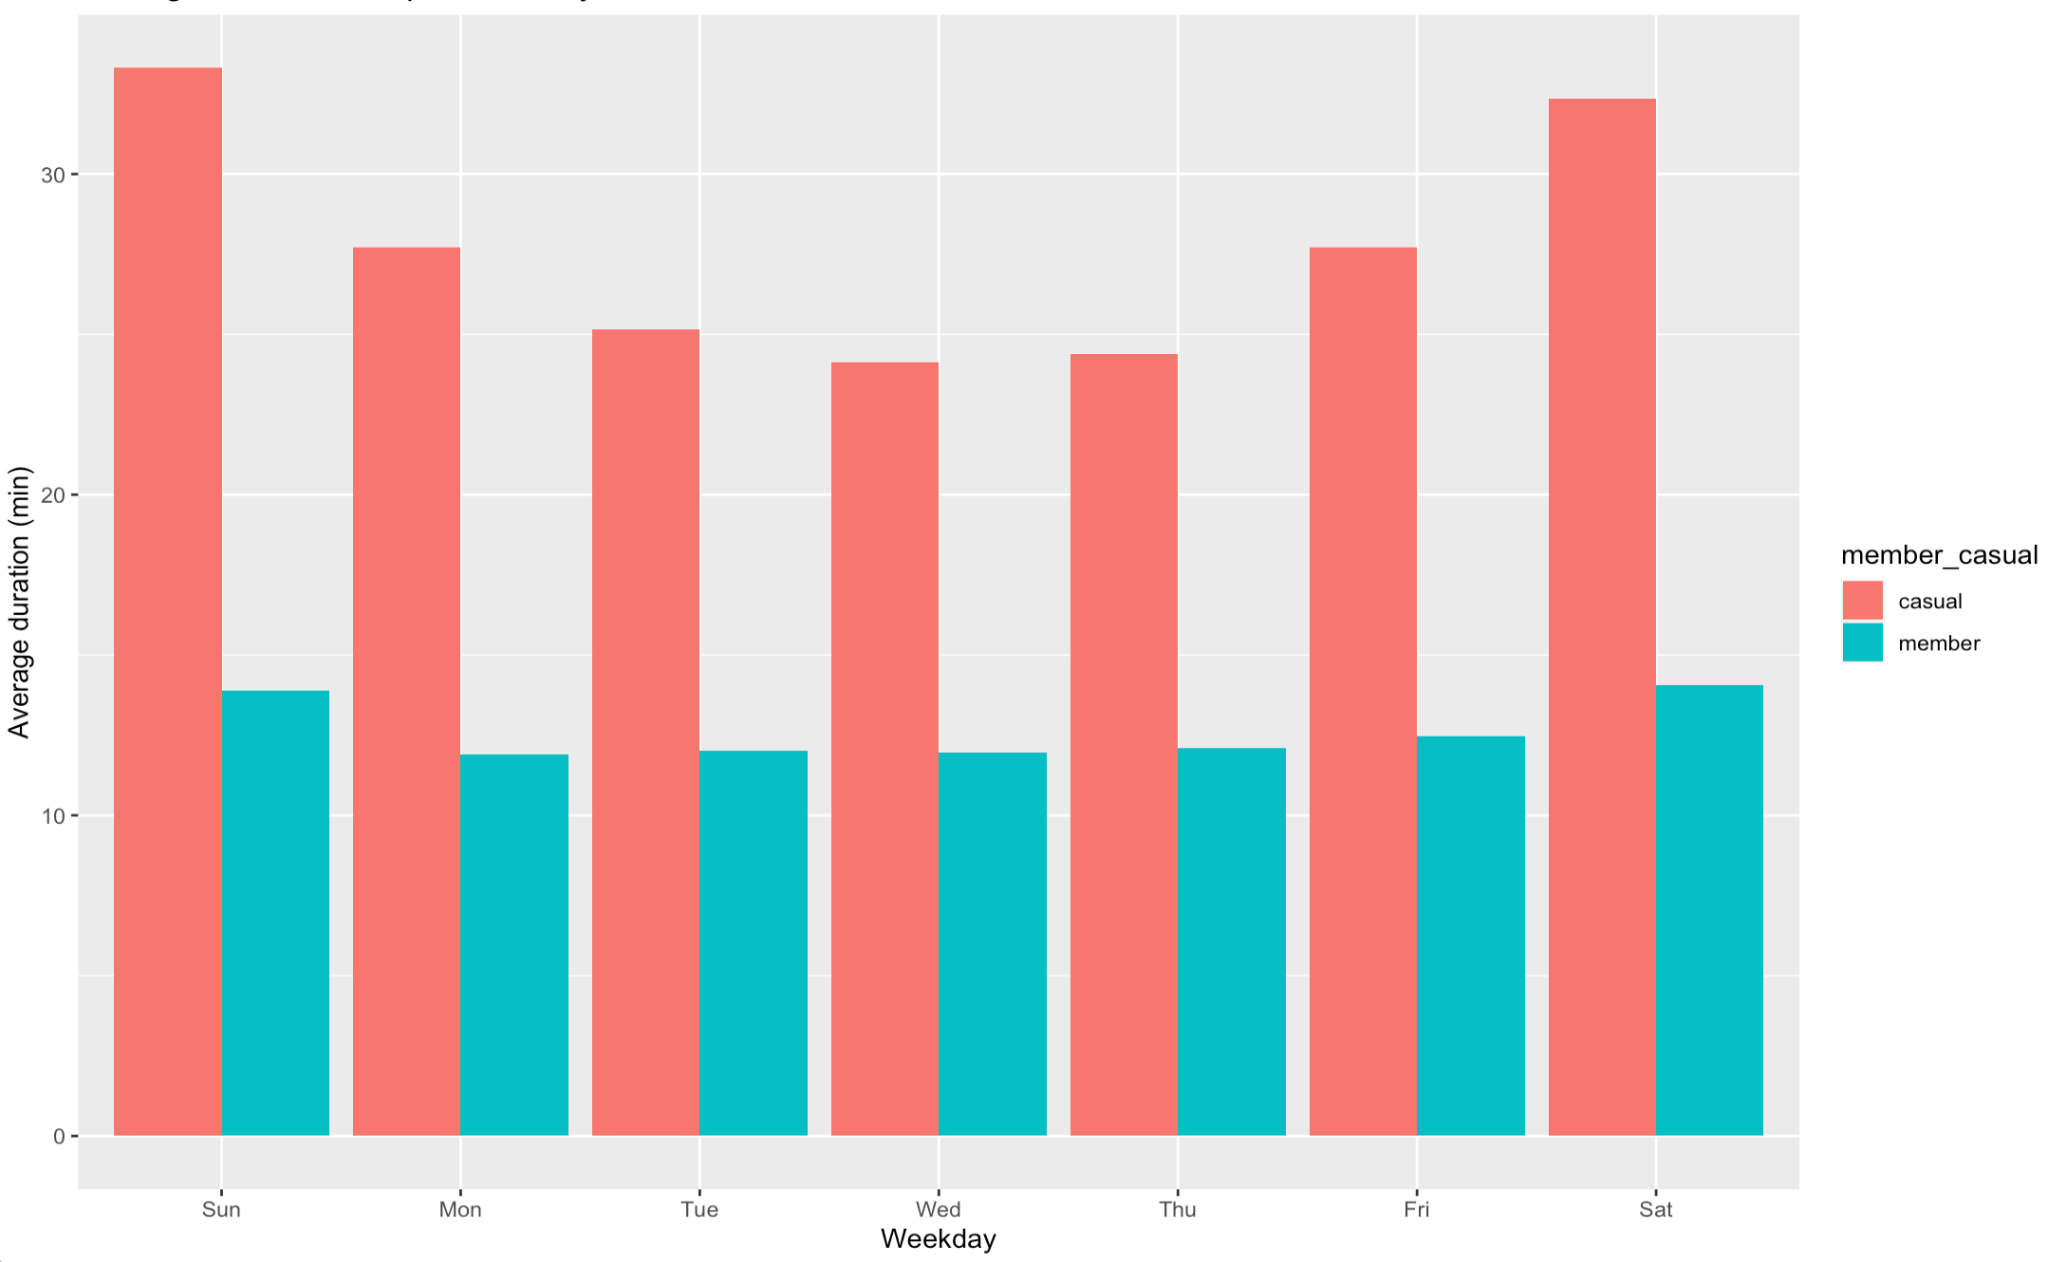 30
20
10
0
Average duration (min)
Sun Mon Tue Wed Thu Fri Sat
Weekday
member_casual
casual
member